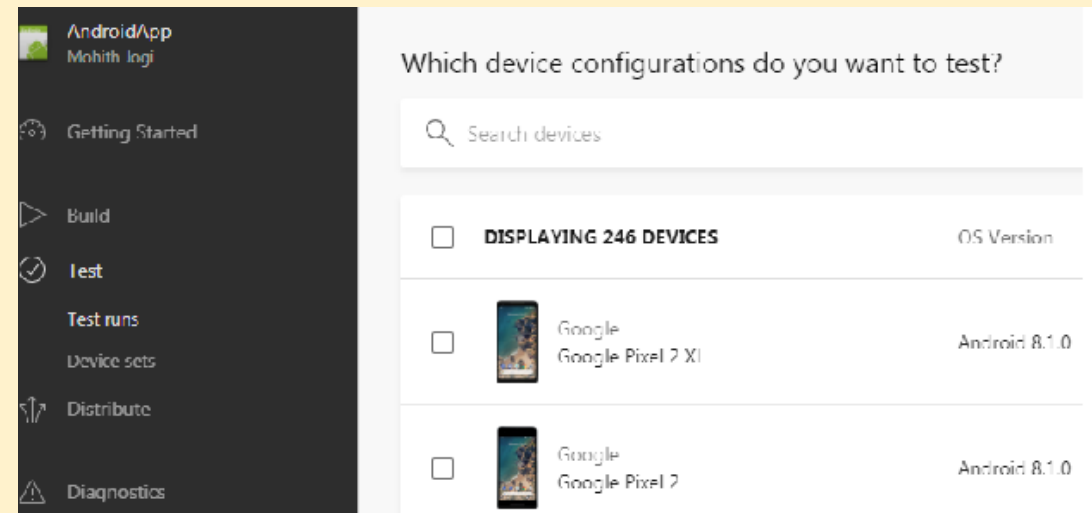 AndroidApp
Mohith Jogi
Getting Started
Build
Test
Test runs
Device sets
Distribute
Diagnostics
Which device configurations do you want to test?
Search devices
DISPLAYING 246 DEVICES OS Version
Google
Google Pixel 2 XL Android 8.1.0
Google
Google Pixel 2 Android 8.1.0